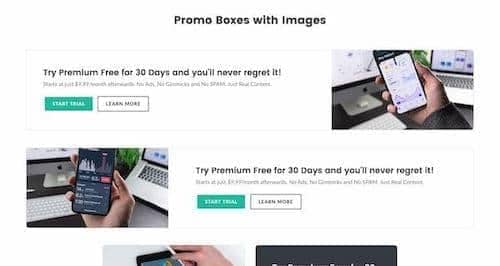 Promo Boxes with Images
Try Premium Free for 30 Days and you'll never regret it!
Starts at just $9.99/month afterwards. No Ads, No Gimmicks and No SPAM. Just Real Content.
START TRIAL
LEARN MORE
Try Premium Free for 30 Days and you'll never regret it!
Starts at just $9.99/month afterwards. No Ads, No Gimmicks and No SPAM. Just Real Content.
START TRIAL
LEARN MORE